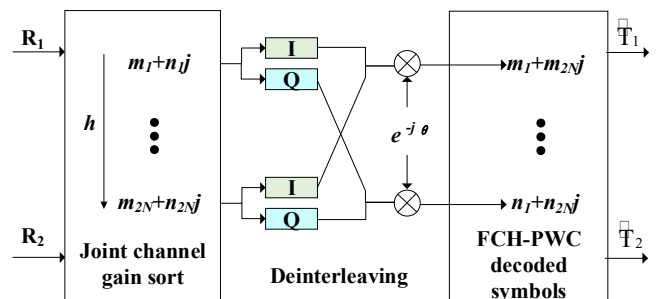 R1
R2
h
m1+n1j
m2N+n2Nj
Joint channel
gain sort
I
Q
I
Q
Deinterleaving
e -j θ
m1+m2Nj
n1+n2Nj
FCH-PWC
decoded
symbols
T1
T2